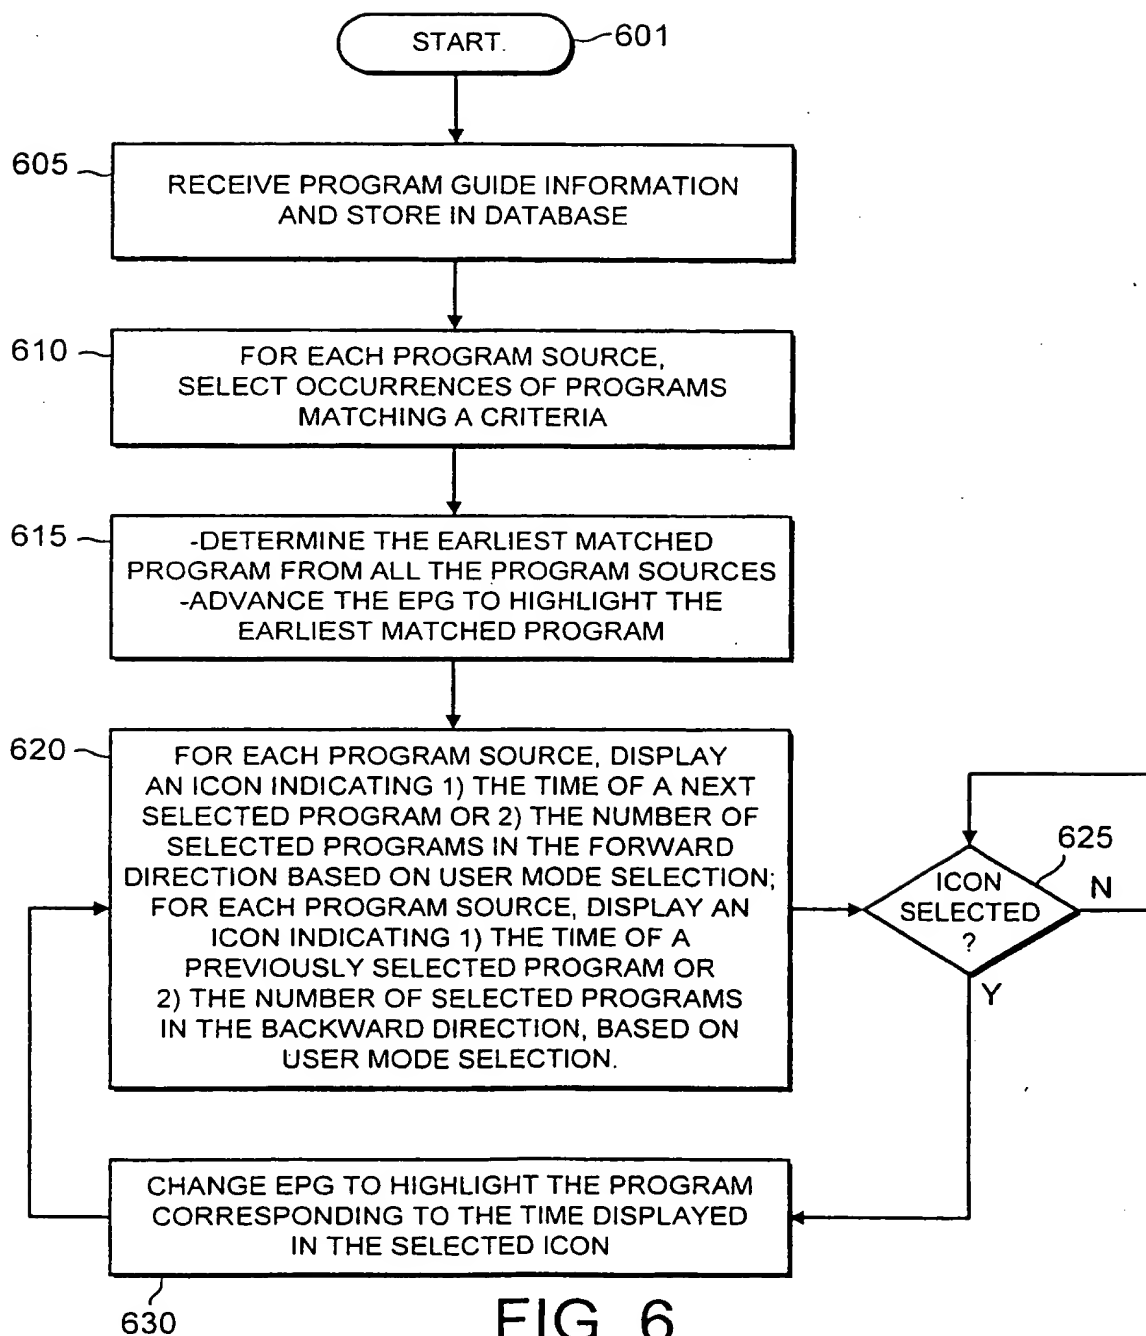 START.
601
605
RECEIVE PROGRAM GUIDE INFORMATION
AND STORE IN DATABASE
610
FOR EACH PROGRAM SOURCE,
SELECT OCCURRENCES OF PROGRAMS
MATCHING A CRITERIA
615
-DETERMINE THE EARLIEST MATCHED
PROGRAM FROM ALL THE PROGRAM SOURCES
-ADVANCE THE EPG TO HIGHLIGHT THE
EARLIEST MATCHED PROGRAM
620
FOR EACH PROGRAM SOURCE, DISPLAY
AN ICON INDICATING 1) THE TIME OF A NEXT
SELECTED PROGRAM OR 2) THE NUMBER OF
SELECTED PROGRAMS IN THE FORWARD
DIRECTION BASED ON USER MODE SELECTION;
FOR EACH PROGRAM SOURCE, DISPLAY AN
ICON INDICATING 1) THE TIME OF A
PREVIOUSLY SELECTED PROGRAM OR
2) THE NUMBER OF SELECTED PROGRAMS
IN THE BACKWARD DIRECTION, BASED ON
USER MODE SELECTION.
625
ICON
SELECTED
?
N
Y
CHANGE EPG TO HIGHLIGHT THE PROGRAM
CORRESPONDING TO THE TIME DISPLAYED
IN THE SELECTED ICON
630
FIG. 6